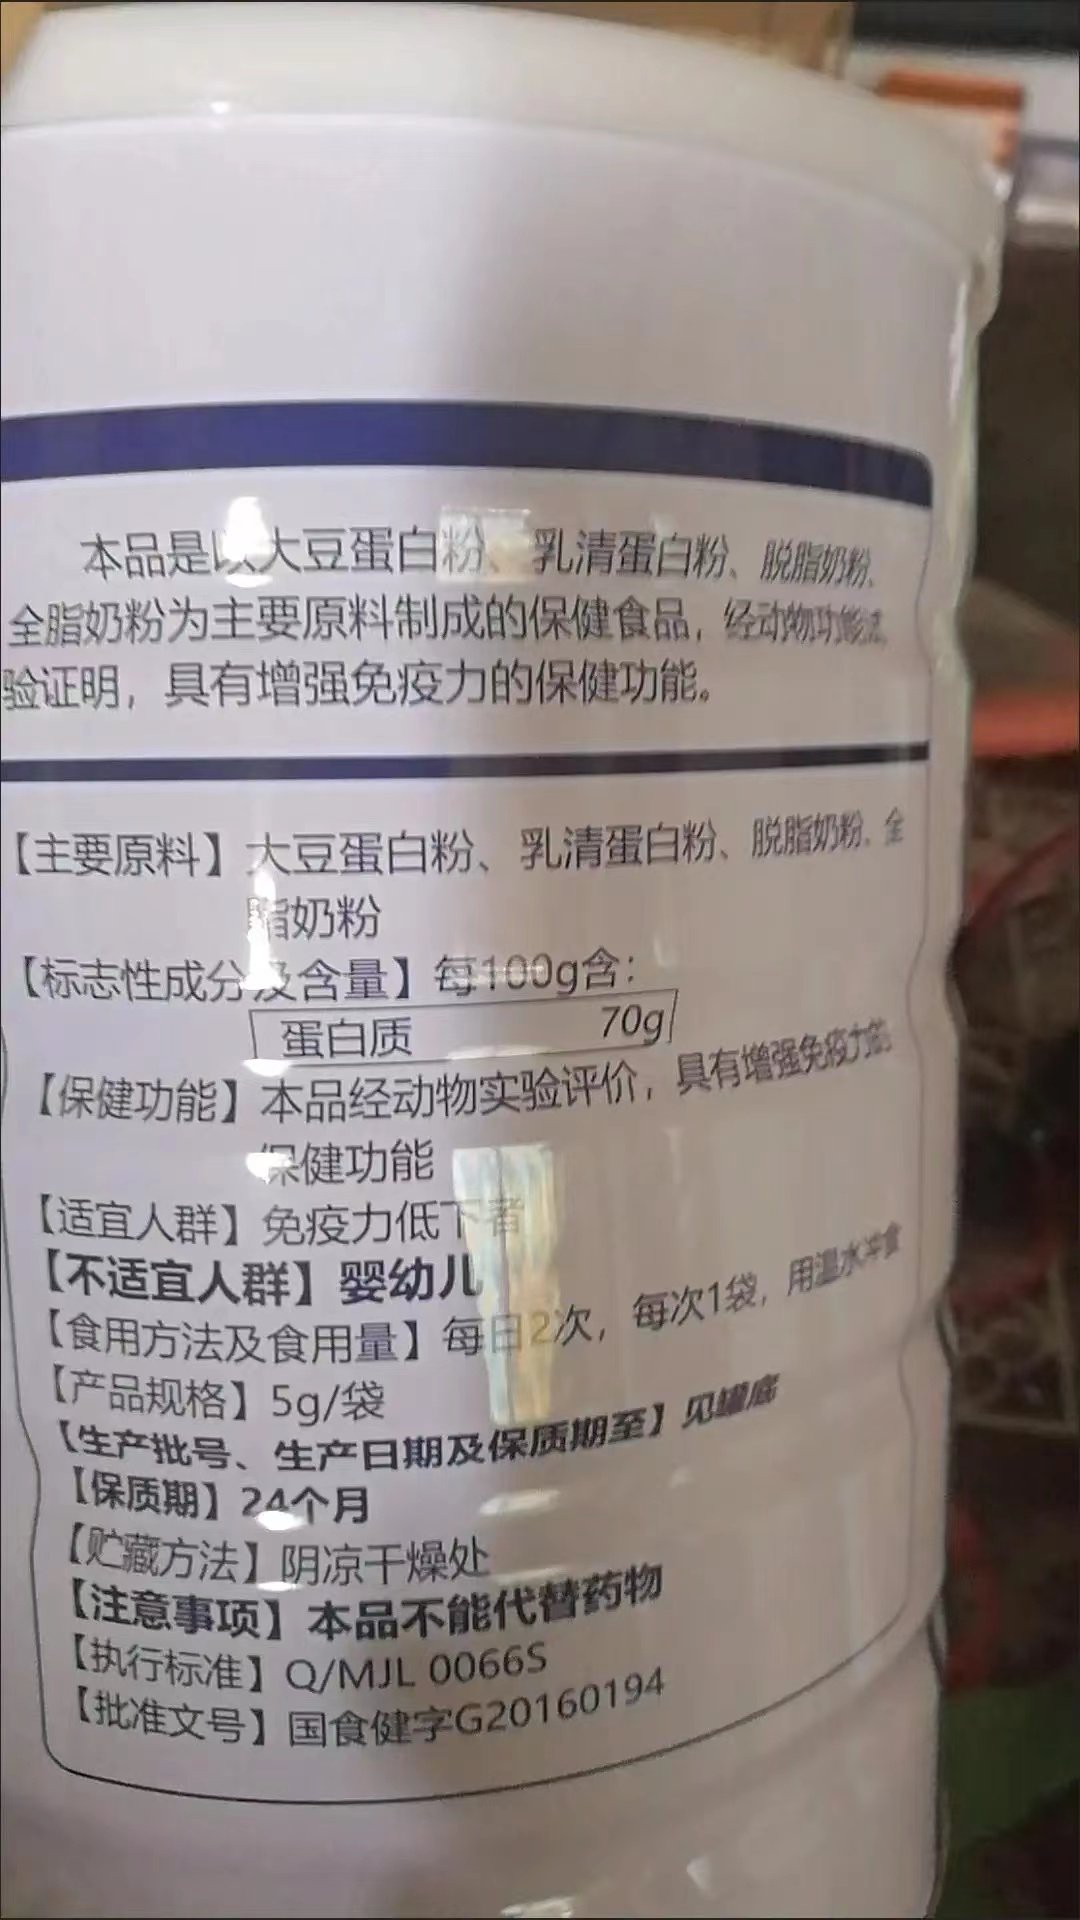 本品是以大豆蛋白粉、乳清蛋白粉、脱脂奶粉、
全脂奶粉为主要原料制成的保健食品，经动物功能试
验证明，具有增强免疫力的保健功能。
【主要原料】大豆蛋白粉、乳清蛋白粉、脱脂奶粉、全
脂奶粉
【标志性成分及含量】每100g含：
蛋白质 70g
【保健功能】本品经动物实验评价，具有增强免疫力的
保健功能
【适宜人群】免疫力低下者
【不适宜人群】婴幼儿
【食用方法及食用量】每日2次，每次1袋，用温水冲食
【产品规格】5g/袋
【生产批号、生产日期及保质期至】见罐底
【保质期】24个月
【贮藏方法】阴凉干燥处
【注意事项】本品不能代替药物
【执行标准】Q/MJL 0066S
【批准文号】国食健字G20160194